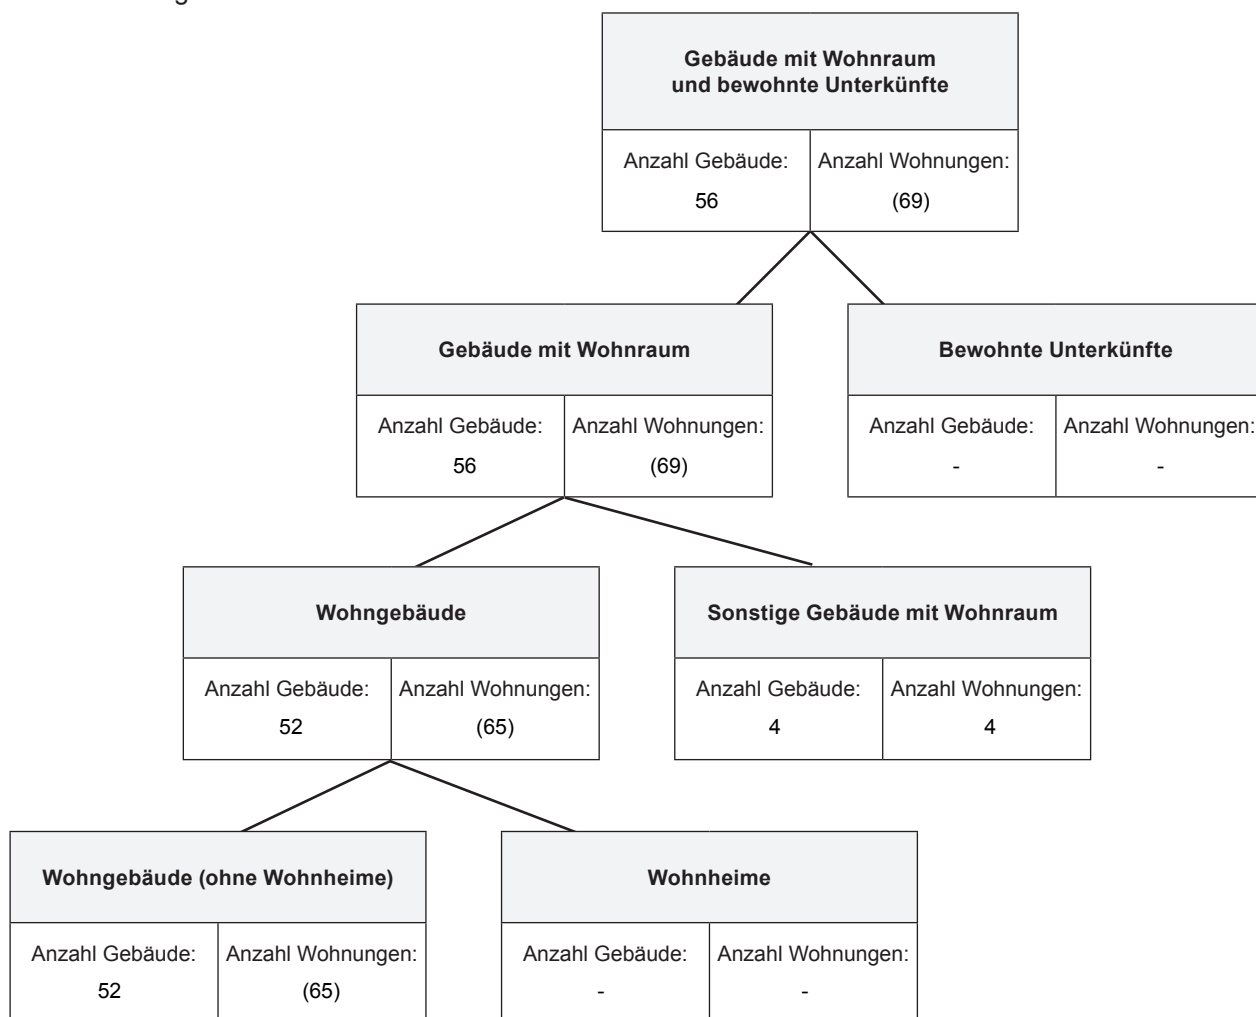 Gebäude mit Wohnraum
und bewohnte Unterkünfte
Anzahl Gebäude: Anzahl Wohnungen:
56 (69)
Gebäude mit Wohnraum Bewohnte Unterkünfte
Anzahl Gebäude: Anzahl Wohnungen: Anzahl Gebäude: Anzahl Wohnungen:
56 (69) - -
Wohngebäude Sonstige Gebäude mit Wohnraum
Anzahl Gebäude: Anzahl Wohnungen: Anzahl Gebäude: Anzahl Wohnungen:
52 (65) 4 4
Wohngebäude (ohne Wohnheime) Wohnheime
Anzahl Gebäude: Anzahl Wohnungen: Anzahl Gebäude: Anzahl Wohnungen:
52 (65) - -